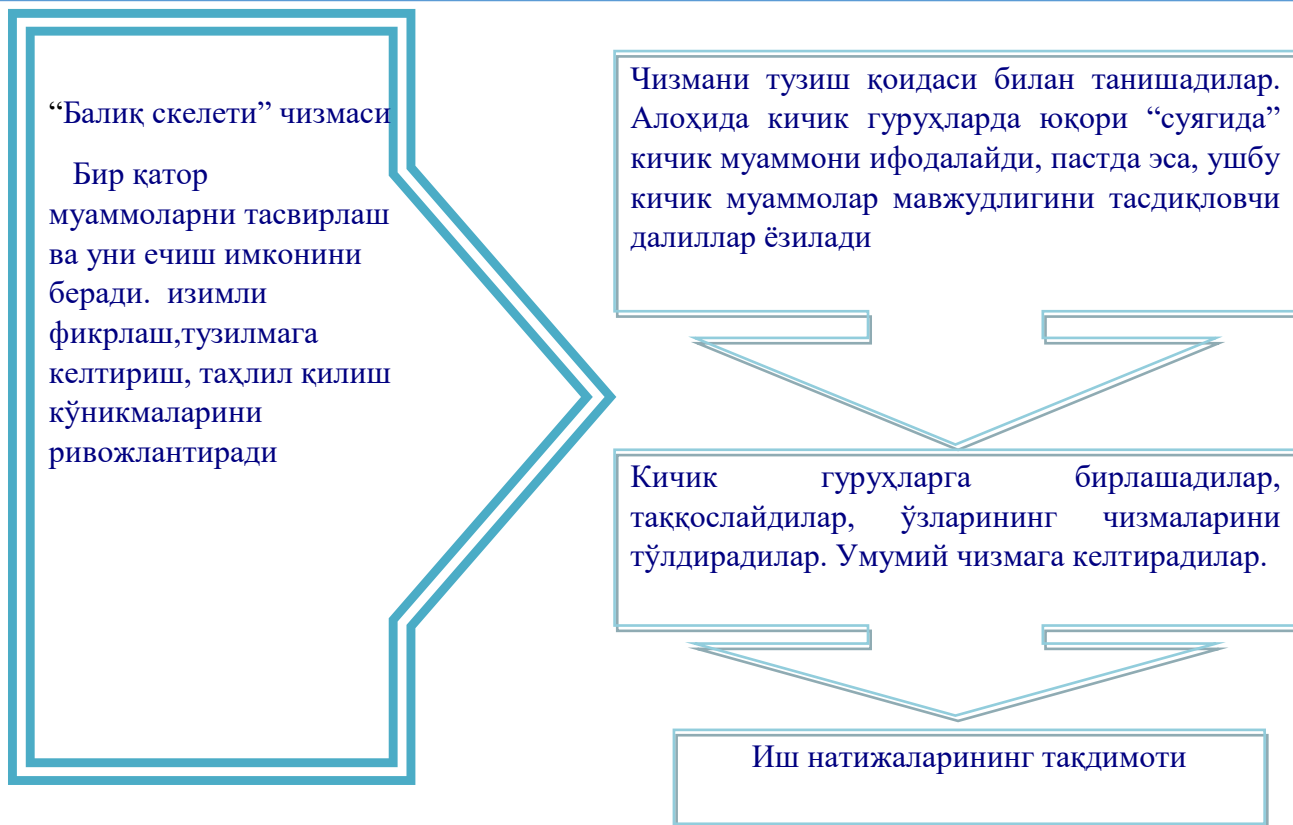 “Балиқ скелети” чизмаси
Бир қатор
муаммоларни тасвирлаш
ва уни ечиш имконини
беради. изимли
фикрлаш,тузилмага
келтириш, таҳлил қилиш
кўникмаларини
ривожлантиради
Чизмани тузиш қоидаси билан танишадилар.
Алоҳида кичик гуруҳларда юқори “суягида”
кичик муаммони ифодалайди, пастда эса, ушбу
кичик муаммолар мавжудлигини тасдиқловчи
далиллар ёзилади
Кичик гуруҳларга бирлашадилар,
таққослайдилар, ўзларининг чизмаларини
тўлдирадилар. Умумий чизмага келтирадилар.
Иш натижаларининг тақдимоти